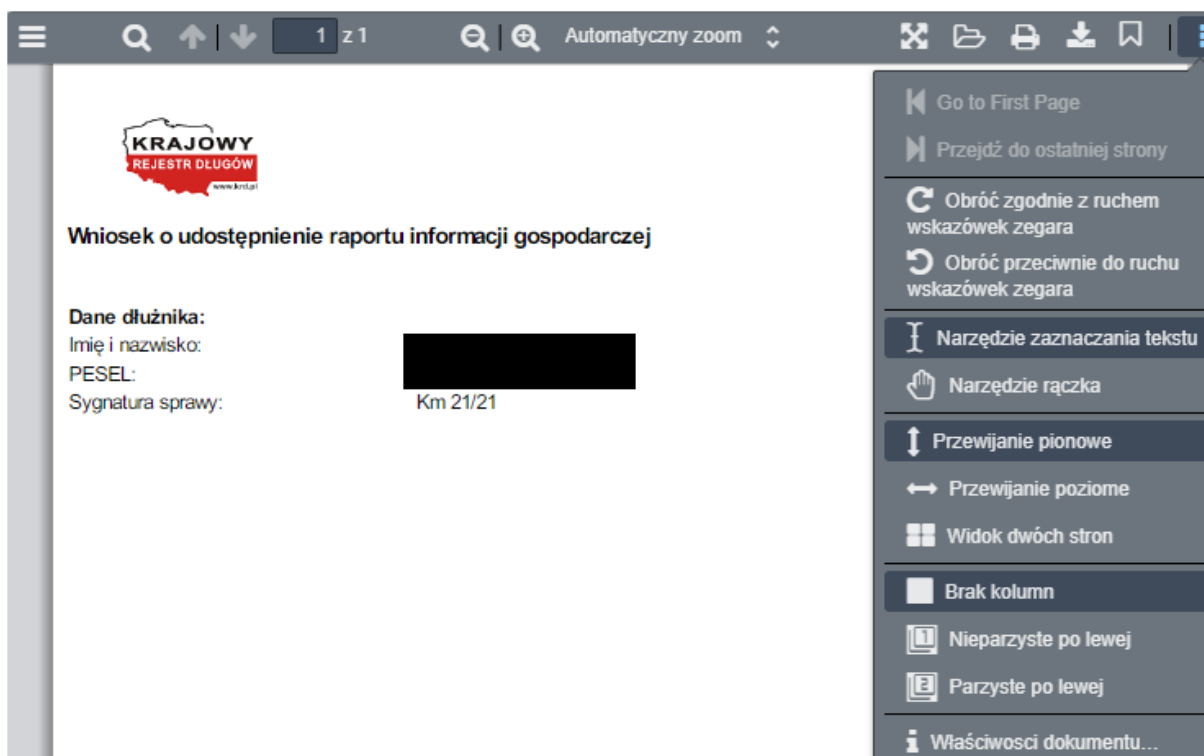 1 z 1 Automatyczny zoom
KRAJOWY
REJESTR DŁUGÓW
www.krd.pl
Wniosek o udostępnienie raportu informacji gospodarczej
Dane dłużnika:
Imię i nazwisko:
PESEL:
Sygnatura sprawy: Km 21/21
Go to First Page
Przejdź do ostatniej strony
Obróć zgodnie z ruchem
wskazówek zegara
Obróć przeciwnie do ruchu
wskazówek zegara
Narzędzie zaznaczania tekstu
Narzędzie rączka
Przewijanie pionowe
Przewijanie poziome
Widok dwóch stron
Brak kolumn
Nieparzyste po lewej
Parzyste po lewej
Właściwosci dokumentu...